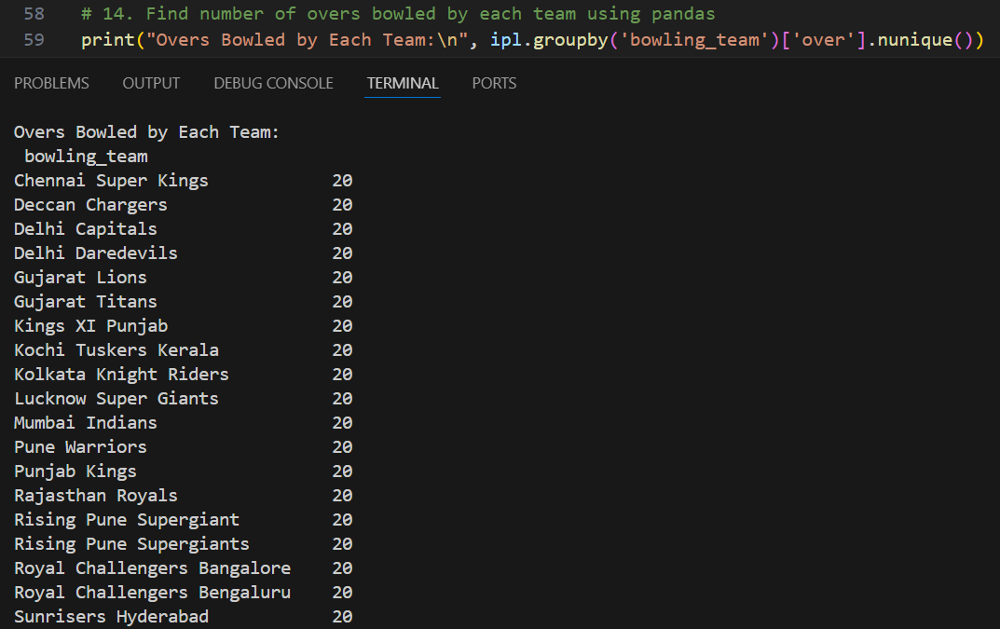 58 # 14. Find number of overs bowled by each team using pandas
59 print("Overs Bowled by Each Team:\n", ipl.groupby('bowling_team')['over'].nunique())
PROBLEMS OUTPUT DEBUG CONSOLE TERMINAL PORTS
Overs Bowled by Each Team:
bowling_team
Chennai Super Kings 20
Deccan Chargers 20
Delhi Capitals 20
Delhi Daredevils 20
Gujarat Lions 20
Gujarat Titans 20
Kings XI Punjab 20
Kochi Tuskers Kerala 20
Kolkata Knight Riders 20
Lucknow Super Giants 20
Mumbai Indians 20
Pune Warriors 20
Punjab Kings 20
Rajasthan Royals 20
Rising Pune Supergiant 20
Rising Pune Supergiants 20
Royal Challengers Bangalore 20
Royal Challengers Bengaluru 20
Sunrisers Hyderabad 20